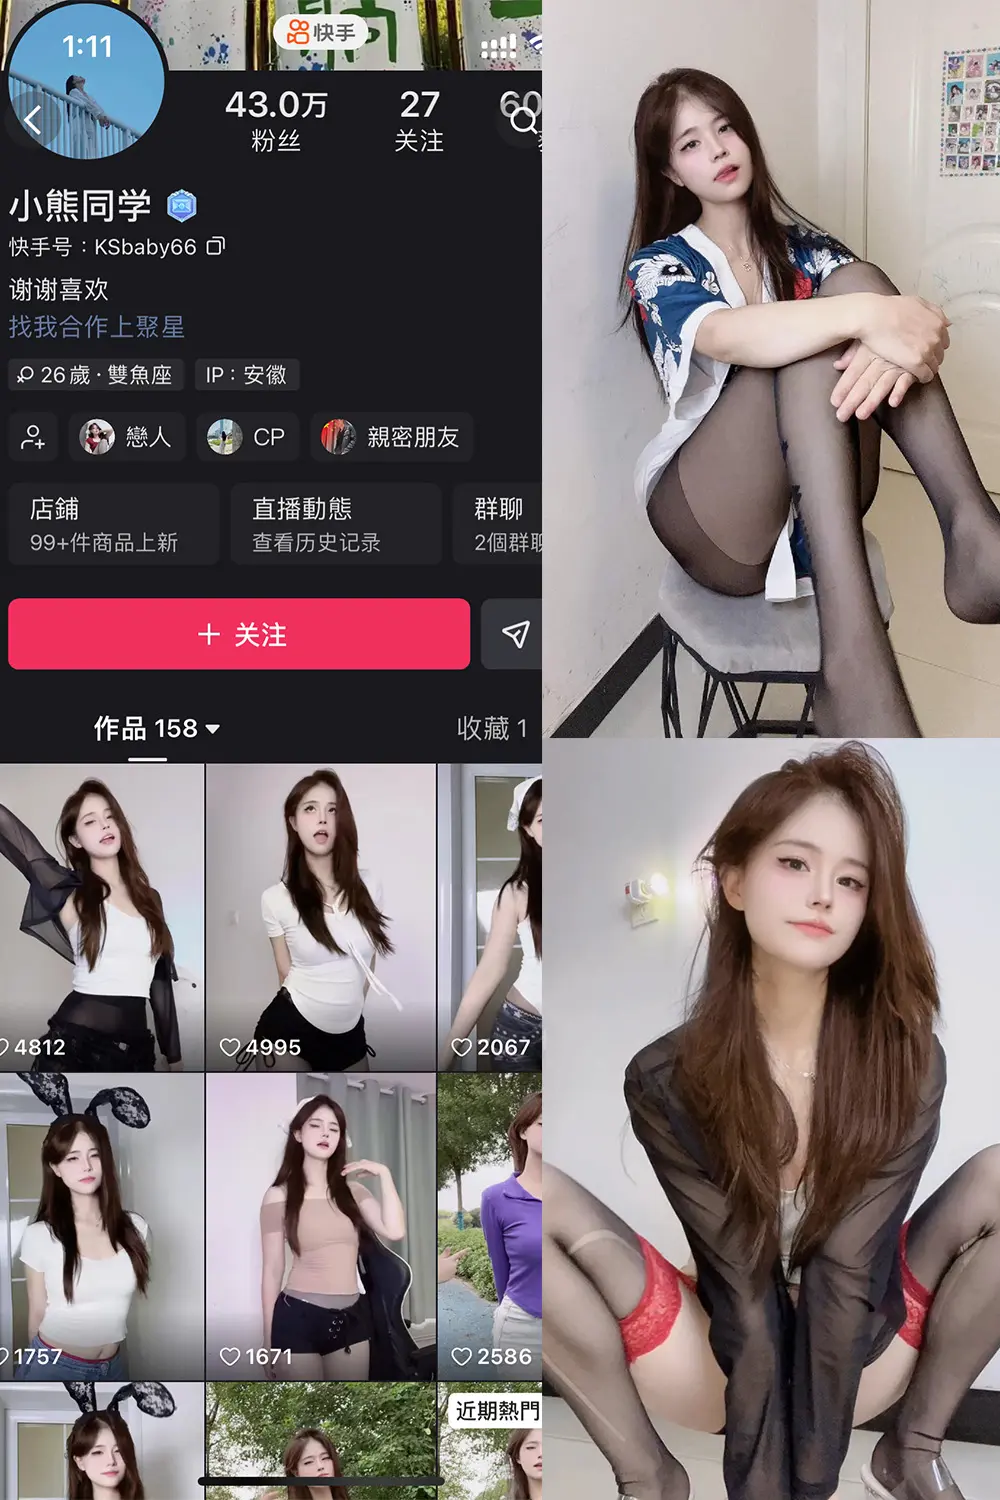 1:11
快手
43.0万
27
60
粉丝
关注
小熊同学
快手号：KSbaby66
谢谢喜欢
找我合作上聚星
26歲·雙魚座
IP：安徽
戀人
CP
親密朋友
店鋪
99+件商品上新
直播動態
查看历史记录
群聊
2個群聊
+ 关注
作品 158
收藏 1
4812
4995
2067
1757
1671
2586
近期熱門